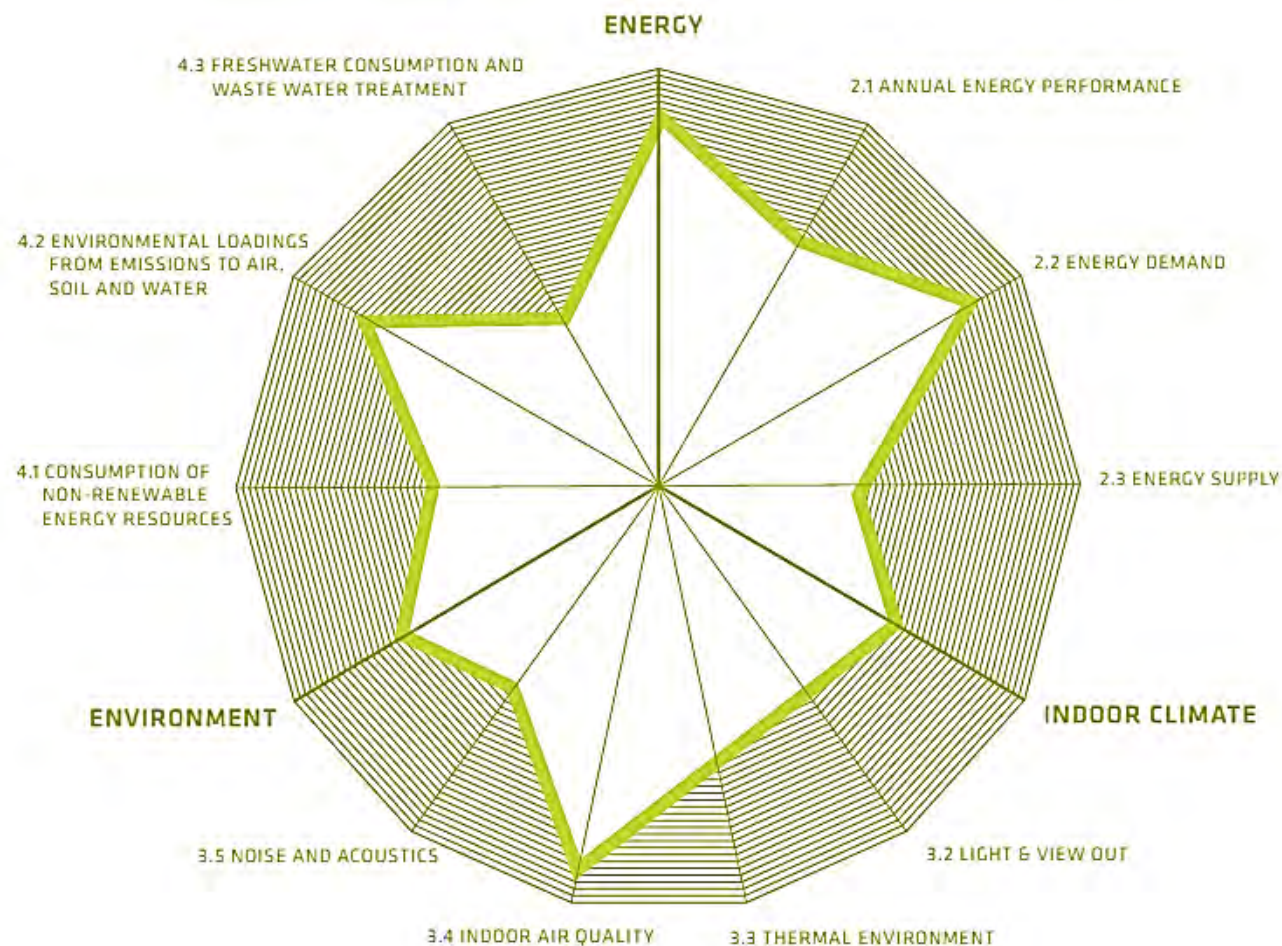 ENERGY
4.3 FRESHWATER CONSUMPTION AND
WASTE WATER TREATMENT
2.1 ANNUAL ENERGY PERFORMANCE
4.2 ENVIRONMENTAL LOADINGS
FROM EMISSIONS TO AIR,
SOIL AND WATER
2.2 ENERGY DEMAND
4.1 CONSUMPTION OF
NON-RENEWABLE
ENERGY RESOURCES
2.3 ENERGY SUPPLY
ENVIRONMENT
INDOOR CLIMATE
3.5 NOISE AND ACOUSTICS
3.2 LIGHT & VIEW OUT
3.4 INDOOR AIR QUALITY
3.3 THERMAL ENVIRONMENT